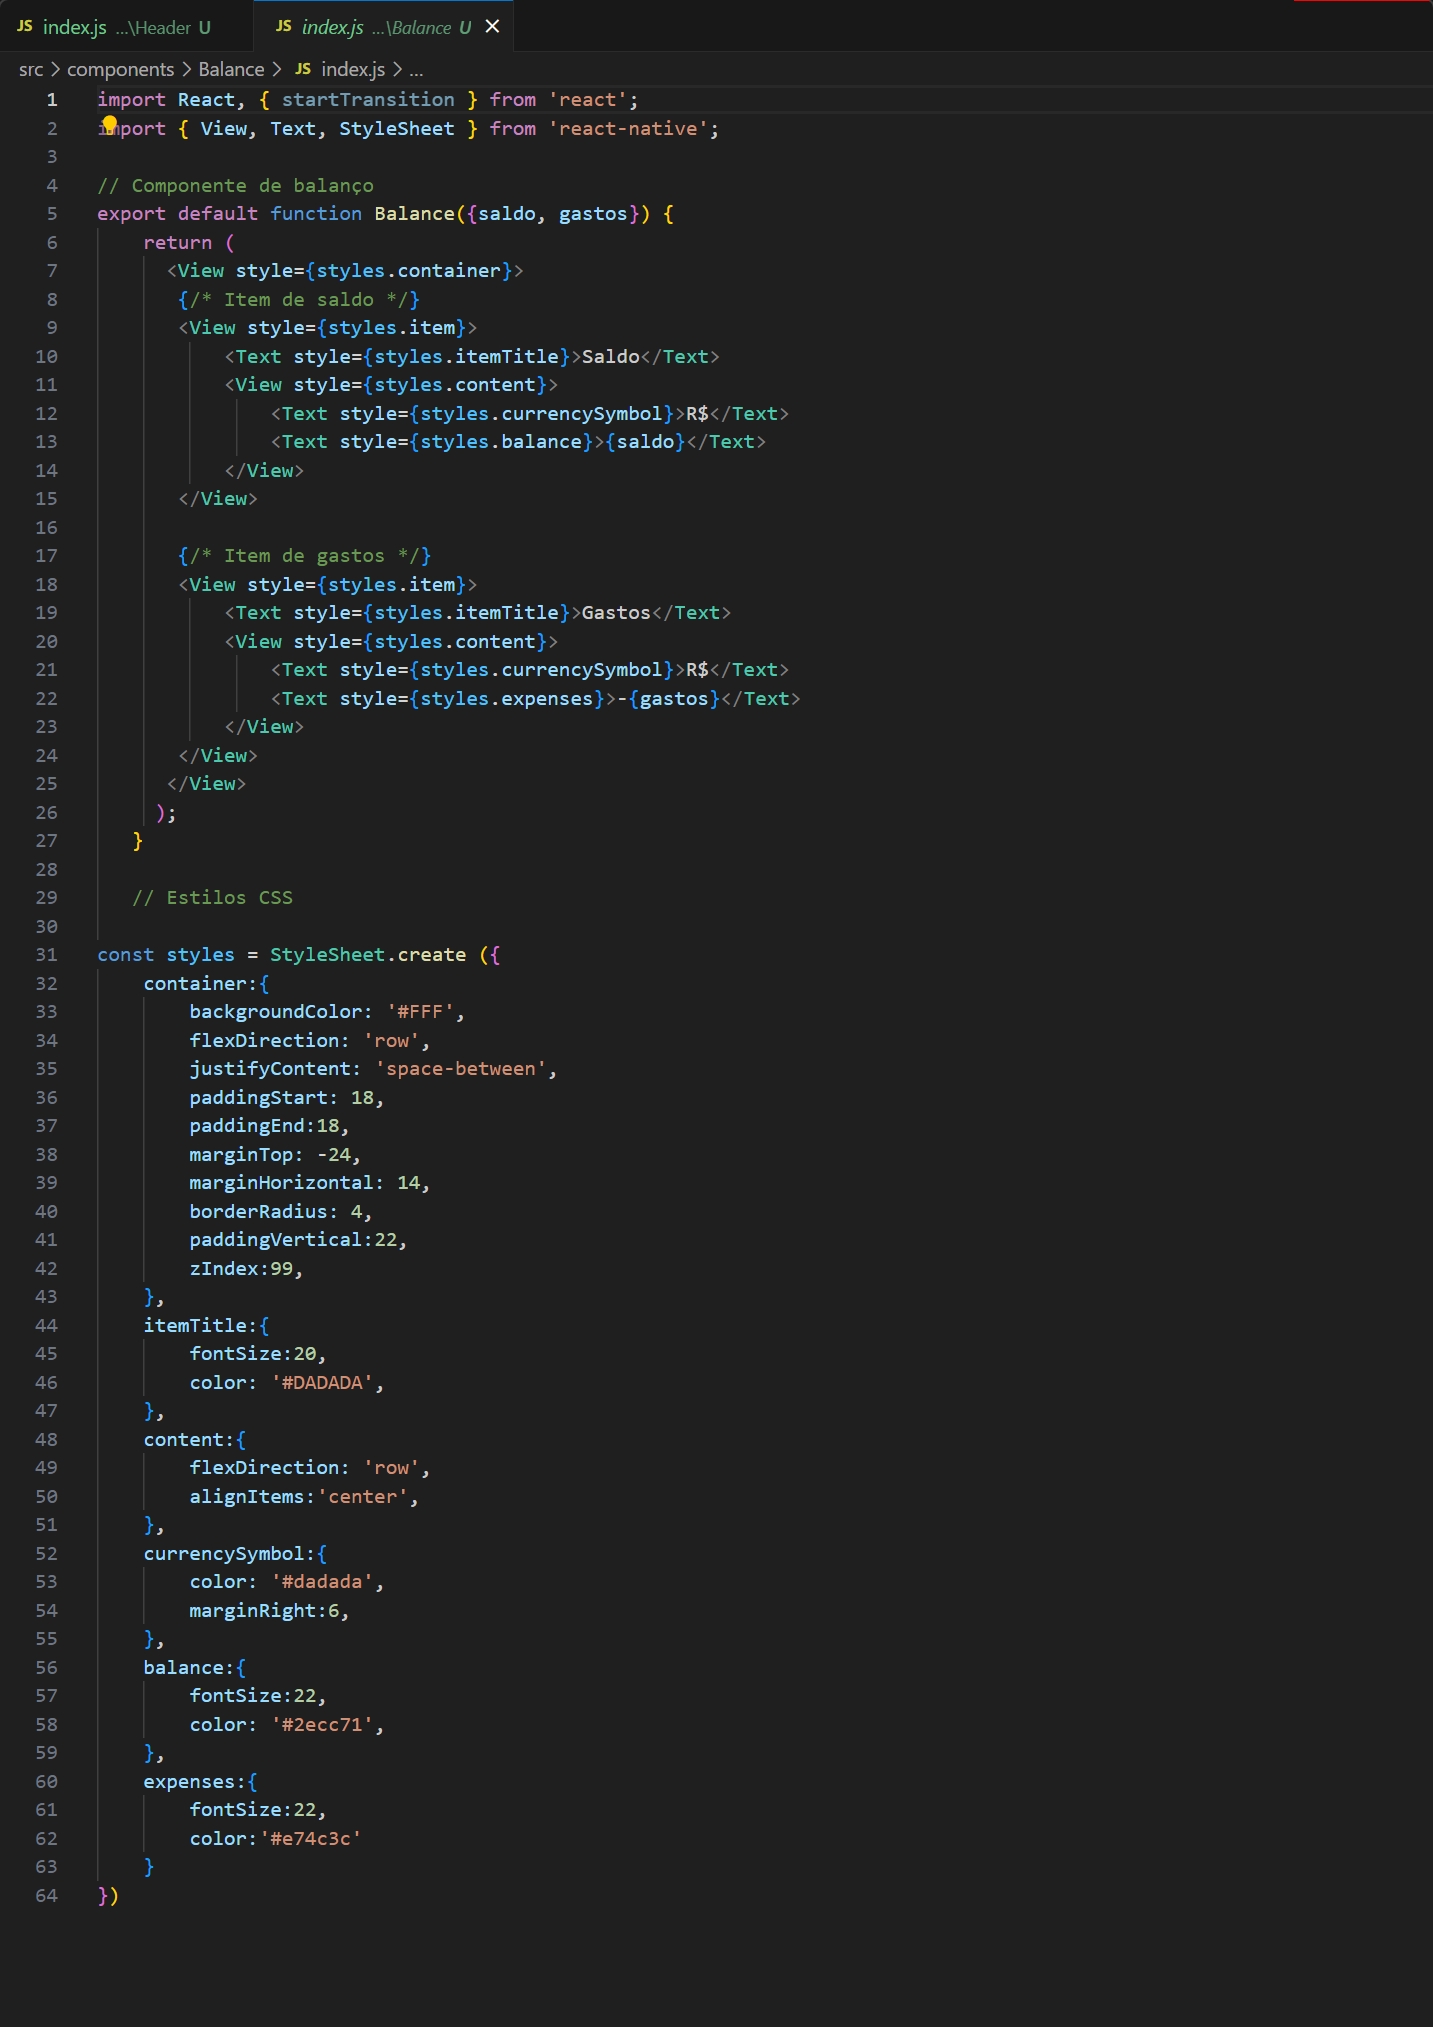 JS index.js ...\Header U JS index.js ...\Balance U ×
src > components > Balance > JS index.js > ...
1 import React, { startTransition } from 'react';
2 import { View, Text, StyleSheet } from 'react-native';
3
4 // Componente de balanço
5 export default function Balance({saldo, gastos}) {
6 return (
7 <View style={styles.container}>
8 {/* Item de saldo */}
9 <View style={styles.item}>
10 <Text style={styles.itemTitle}>Saldo</Text>
11 <View style={styles.content}>
12 <Text style={styles.currencySymbol}>R$</Text>
13 <Text style={styles.balance}>{saldo}</Text>
14 </View>
15 </View>
16
17 {/* Item de gastos */}
18 <View style={styles.item}>
19 <Text style={styles.itemTitle}>Gastos</Text>
20 <View style={styles.content}>
21 <Text style={styles.currencySymbol}>R$</Text>
22 <Text style={styles.expenses}>-{gastos}</Text>
23 </View>
24 </View>
25 </View>
26 );
27 }
28
29 // Estilos CSS
30
31 const styles = StyleSheet.create ({
32 container:{
33 backgroundColor: '#FFF',
34 flexDirection: 'row',
35 justifyContent: 'space-between',
36 paddingStart: 18,
37 paddingEnd:18,
38 marginTop: -24,
39 marginHorizontal: 14,
40 borderRadius: 4,
41 paddingVertical:22,
42 zIndex:99,
43 },
44 itemTitle:{
45 fontSize:20,
46 color: '#DADADA',
47 },
48 content:{
49 flexDirection: 'row',
50 alignItems:'center',
51 },
52 currencySymbol:{
53 color: '#dadada',
54 marginRight:6,
55 },
56 balance:{
57 fontSize:22,
58 color: '#2ecc71',
59 },
60 expenses:{
61 fontSize:22,
62 color:'#e74c3c'
63 }
64 })